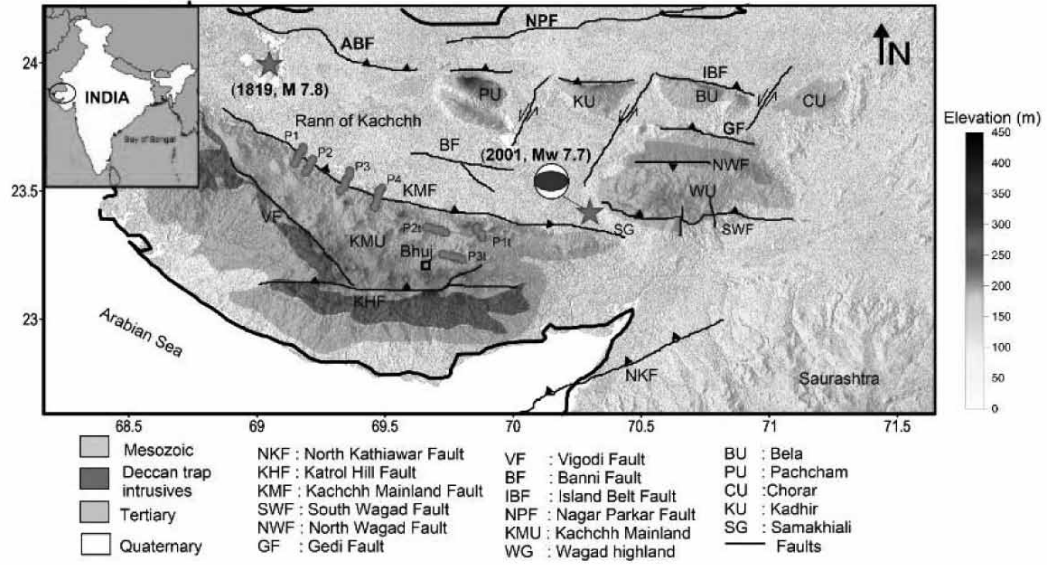 INDIA
Bay of Bengal
NPF
ABF
24
(1819, M 7.8)
PU
KU
IBF
BU
CU
Rann of Kachchh
GF
Elevation (m)
450
400
350
300
250
200
150
100
50
0
P1
P2
P3
P4
BF
(2001, Mw 7.7)
NWF
WU
23.5
KMF
VF
SG
SWF
P2t
P1t
KMU
Bhuj
P3t
KHF
23
Arabian Sea
NKF
Saurashtra
N
68.5 69 69.5 70 70.5 71 71.5
Mesozoic
Deccan trap
intrusives
Tertiary
Quaternary
NKF : North Kathiawar Fault
KHF : Katrol Hill Fault
KMF : Kachchh Mainland Fault
SWF : South Wagad Fault
NWF : North Wagad Fault
GF : Gedi Fault
VF : Vigodi Fault
BF : Banni Fault
IBF : Island Belt Fault
NPF : Nagar Parkar Fault
KMU : Kachchh Mainland
WG : Wagad highland
BU : Bela
PU : Pachcham
CU :Chorar
KU : Kadhir
SG : Samakhiali
Faults